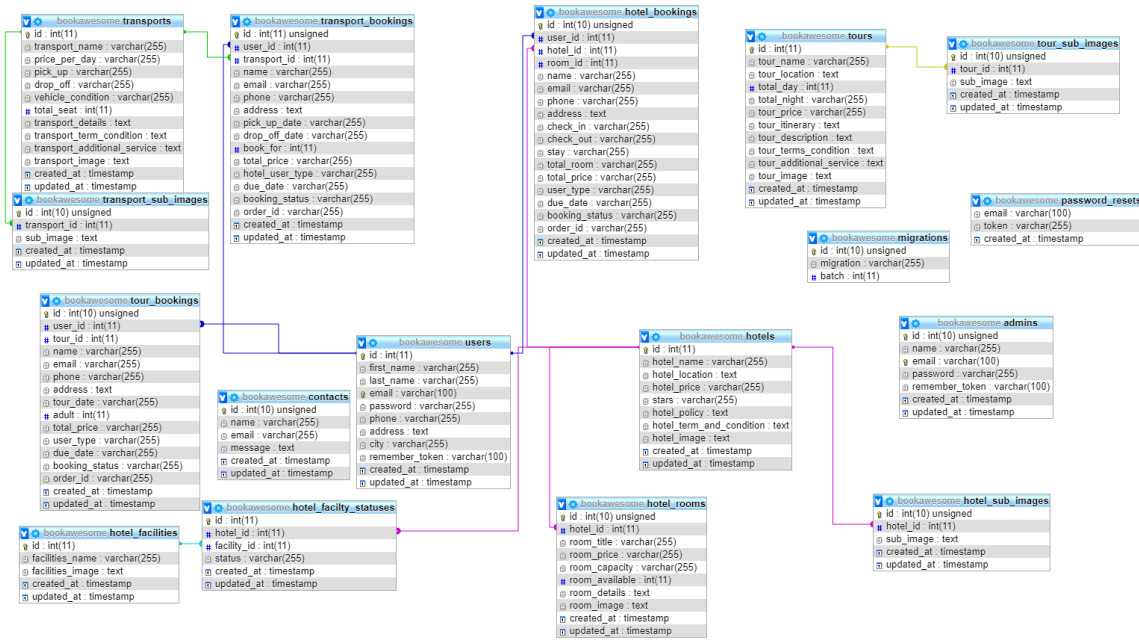 bookawesome transports
id : int(11)
transport_name : varchar(255)
price_per_day : varchar(255)
pick_up : varchar(255)
drop_off : varchar(255)
vehicle_condition : varchar(255)
total_seat : int(11)
transport_details : text
transport_term_condition : text
transport_additional_service : text
transport_image : text
created_at : timestamp
updated_at : timestamp
bookawesome transport_sub_images
id : int(10) unsigned
transport_id : int(11)
sub_image : text
created_at : timestamp
updated_at : timestamp
bookawesome transport_bookings
id : int(11) unsigned
user_id : int(11)
transport_id : int(11)
name : varchar(255)
email : varchar(255)
phone : varchar(255)
address : text
pick_up_date : varchar(255)
drop_off_date : varchar(255)
book_for : int(11)
total_price : varchar(255)
hotel_user_type : varchar(255)
due_date : varchar(255)
booking_status : varchar(255)
order_id : varchar(255)
created_at : timestamp
updated_at : timestamp
bookawesome hotel_bookings
id : int(10) unsigned
user_id : int(11)
hotel_id : int(11)
room_id : int(11)
name : varchar(255)
email : varchar(255)
phone : varchar(255)
address : text
check_in : varchar(255)
check_out : varchar(255)
stay : varchar(255)
total_room : varchar(255)
total_price : varchar(255)
user_type : varchar(255)
due_date : varchar(255)
booking_status : varchar(255)
order_id : varchar(255)
created_at : timestamp
updated_at : timestamp
bookawesome tours
id : int(11)
tour_name : varchar(255)
tour_location : text
total_day : int(11)
total_night : varchar(255)
tour_price : varchar(255)
tour_itinerary : text
tour_description : text
tour_terms_condition : text
tour_additional_service : text
tour_image : text
created_at : timestamp
updated_at : timestamp
bookawesome tour_sub_images
id : int(10) unsigned
tour_id : int(11)
sub_image : text
created_at : timestamp
updated_at : timestamp
bookawesome password_resets
email : varchar(100)
token : varchar(255)
created_at : timestamp
bookawesome migrations
id : int(10) unsigned
migration : varchar(255)
batch : int(11)
bookawesome tour_bookings
id : int(10) unsigned
user_id : int(11)
tour_id : int(11)
name : varchar(255)
email : varchar(255)
phone : varchar(255)
address : text
tour_date : varchar(255)
adult : int(11)
total_price : varchar(255)
user_type : varchar(255)
due_date : varchar(255)
booking_status : varchar(255)
order_id : varchar(255)
created_at : timestamp
updated_at : timestamp
bookawesome contacts
id : int(10) unsigned
name : varchar(255)
email : varchar(255)
message : text
created_at : timestamp
updated_at : timestamp
bookawesome users
id : int(11)
first_name : varchar(255)
last_name : varchar(255)
email : varchar(100)
password : varchar(255)
phone : varchar(255)
address : text
city : varchar(255)
remember_token : varchar(100)
created_at : timestamp
updated_at : timestamp
bookawesome hotels
id : int(11)
hotel_name : varchar(255)
hotel_location : text
hotel_price : varchar(255)
stars : varchar(255)
hotel_policy : text
hotel_term_and_condition : text
hotel_image : text
created_at : timestamp
updated_at : timestamp
bookawesome admins
id : int(10) unsigned
name : varchar(255)
email : varchar(100)
password : varchar(255)
remember_token : varchar(100)
created_at : timestamp
updated_at : timestamp
bookawesome hotel_facilities
id : int(11)
facilities_name : varchar(255)
facilities_image : text
created_at : timestamp
updated_at : timestamp
bookawesome hotel_facilty_statuses
id : int(11)
hotel_id : int(11)
facility_id : int(11)
status : varchar(255)
created_at : timestamp
updated_at : timestamp
bookawesome hotel_rooms
id : int(10) unsigned
hotel_id : int(11)
room_title : varchar(255)
room_price : varchar(255)
room_capacity : varchar(255)
room_available : int(11)
room_details : text
room_image : text
created_at : timestamp
updated_at : timestamp
bookawesome hotel_sub_images
id : int(10) unsigned
hotel_id : int(11)
sub_image : text
created_at : timestamp
updated_at : timestamp